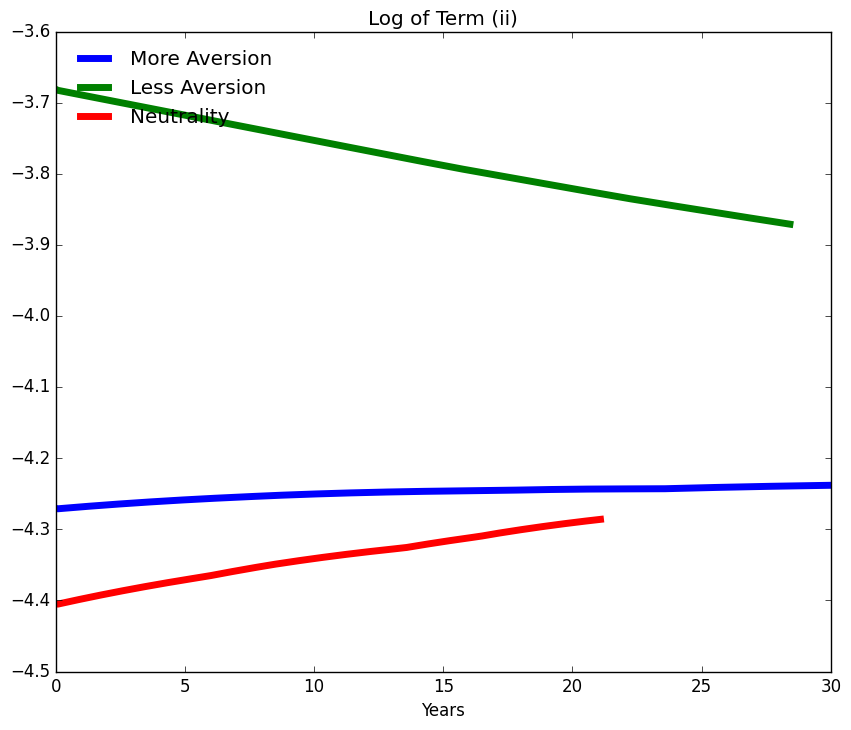 Log of Term (ii)
−3.6
More Aversion
Less Aversion
−3.7
Neutrality
−3.8
−3.9
−4.0
−4.1
−4.2
−4.3
−4.4
−4.5
0 5 10 15 20 25 30
Years